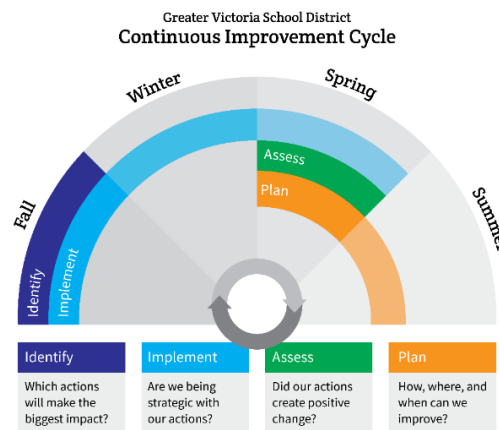 Greater Victoria School District
Continuous Improvement Cycle
Fall
Winter
Spring
Summer
Identify
Implement
Assess
Plan
Identify
Which actions
will make the
biggest impact?
Implement
Are we being
strategic with
our actions?
Assess
Did our actions
create positive
change?
Plan
How, where, and
when can we
improve?